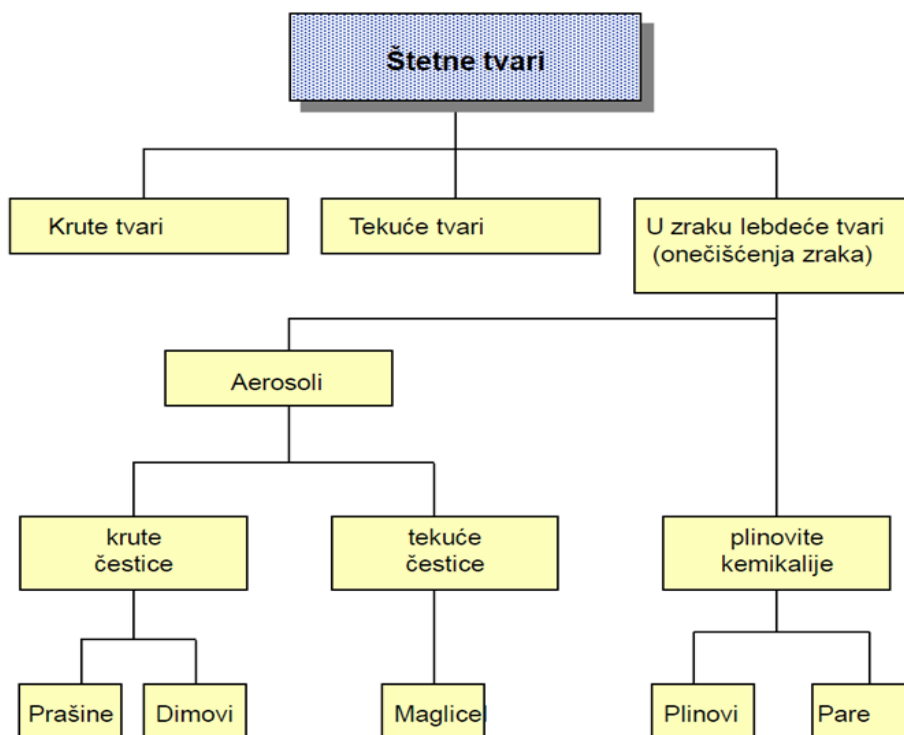 Štetne tvari
Krute tvari
Tekuće tvari
U zraku lebdeće tvari
(onečišćenja zraka)
Aerosoli
krute
čestice
tekuće
čestice
plinovite
kemikalije
Prašine
Dimovi
Maglicel
Plinovi
Pare